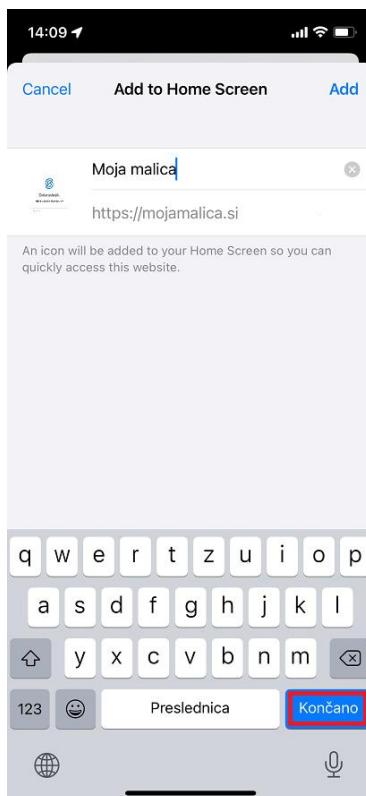 14:09
Cancel Add to Home Screen Add
Moja malica
https://mojamalica.si
An icon will be added to your Home Screen so you can
quickly access this website.
q w e r t z u i o p
a s d f g h j k l
y x c v b n m
123 Preslednica Končano